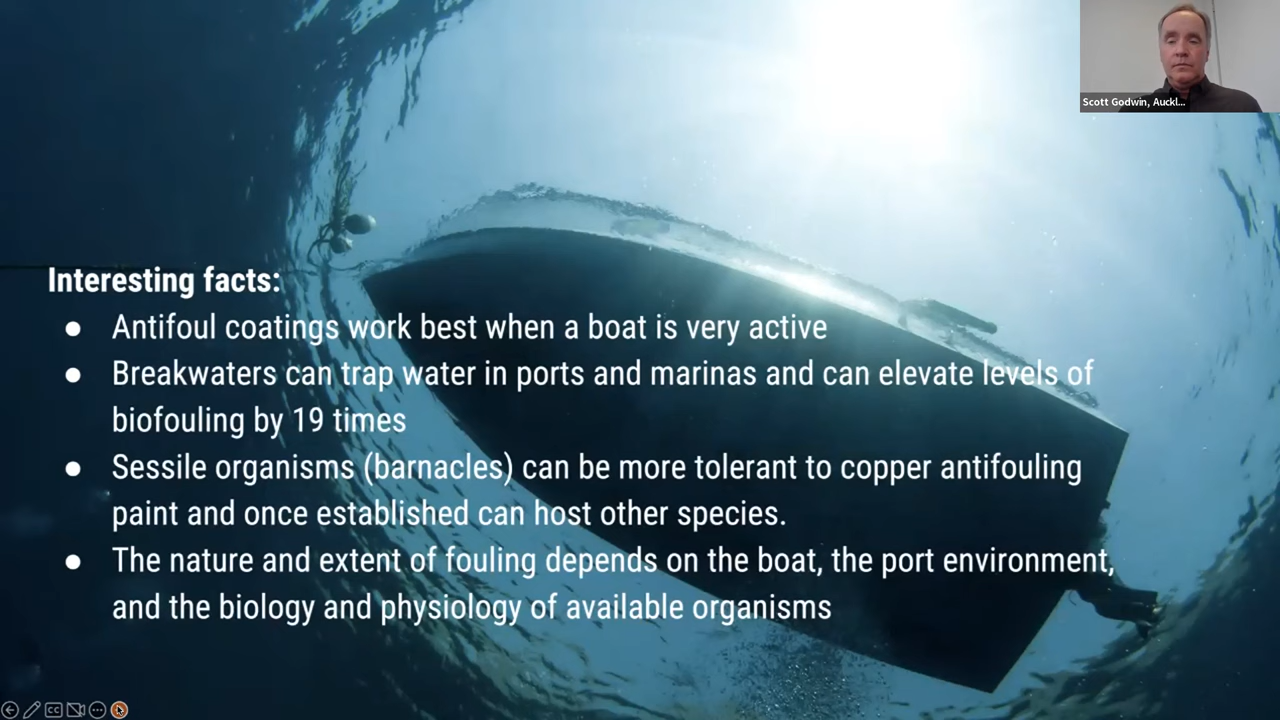 Scott Godwin, Auckl...
Interesting facts:
● Antifoul coatings work best when a boat is very active
● Breakwaters can trap water in ports and marinas and can elevate levels of
biofouling by 19 times
● Sessile organisms (barnacles) can be more tolerant to copper antifouling
paint and once established can host other species.
● The nature and extent of fouling depends on the boat, the port environment,
and the biology and physiology of available organisms
CC